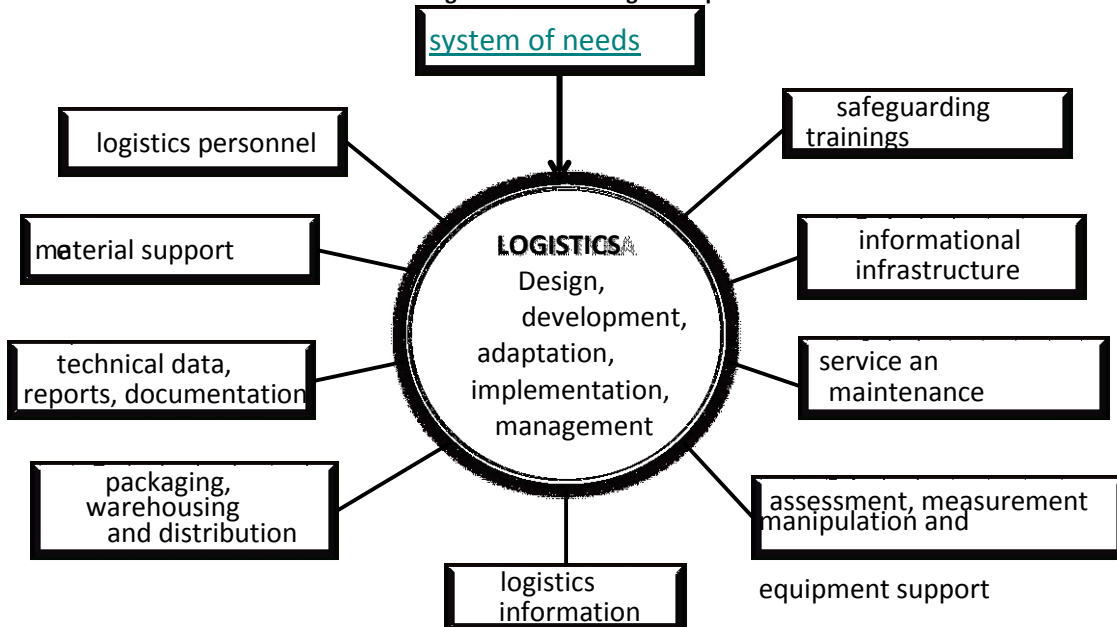 system of needs
logistics personnel
safeguarding
trainings
material support
informational
infrastructure
LOGISTICS
Design,
development,
adaptation,
implementation,
management
technical data,
reports, documentation
service an
maintenance
packaging,
warehousing
and distribution
assessment, measurement
manipulation and
equipment support
logistics
information